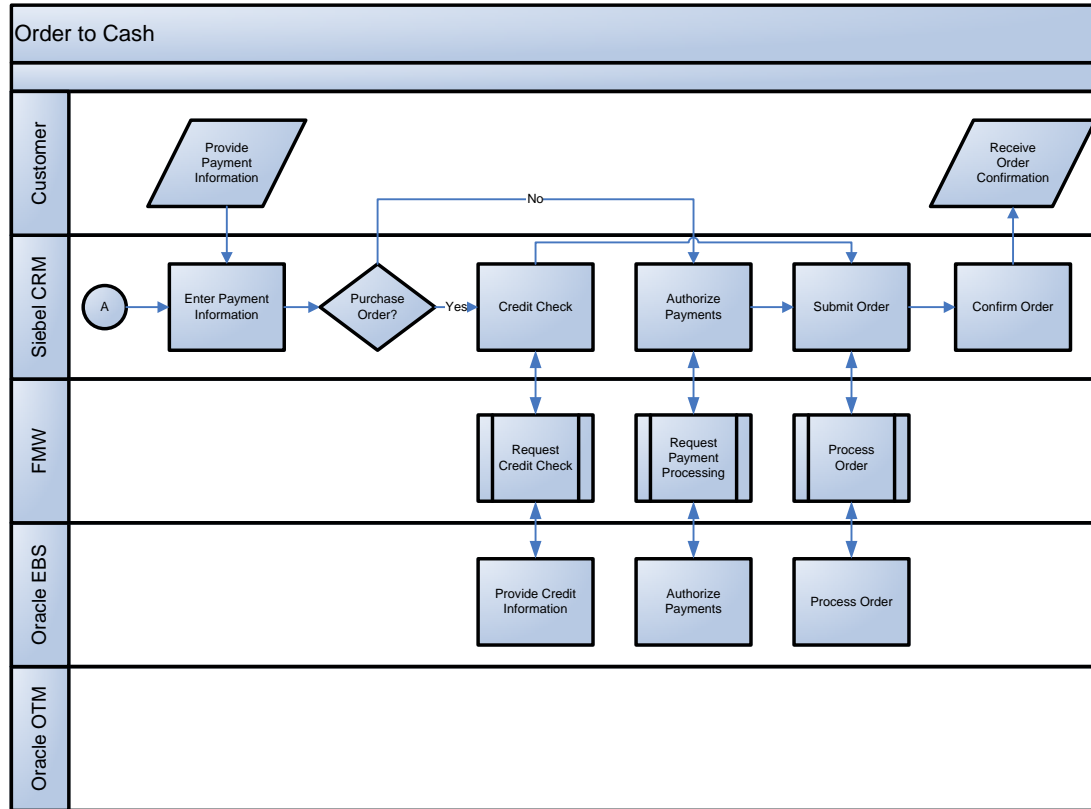 Order to Cash
Customer
Provide
Payment
Information
Receive
Order
Confirmation
No
Siebel CRM
A
Enter Payment
Information
Purchase
Order?
Yes
Credit Check
Authorize
Payments
Submit Order
Confirm Order
FMW
Request
Credit Check
Request
Payment
Processing
Process
Order
Oracle EBS
Provide Credit
Information
Authorize
Payments
Process Order
Oracle OTM